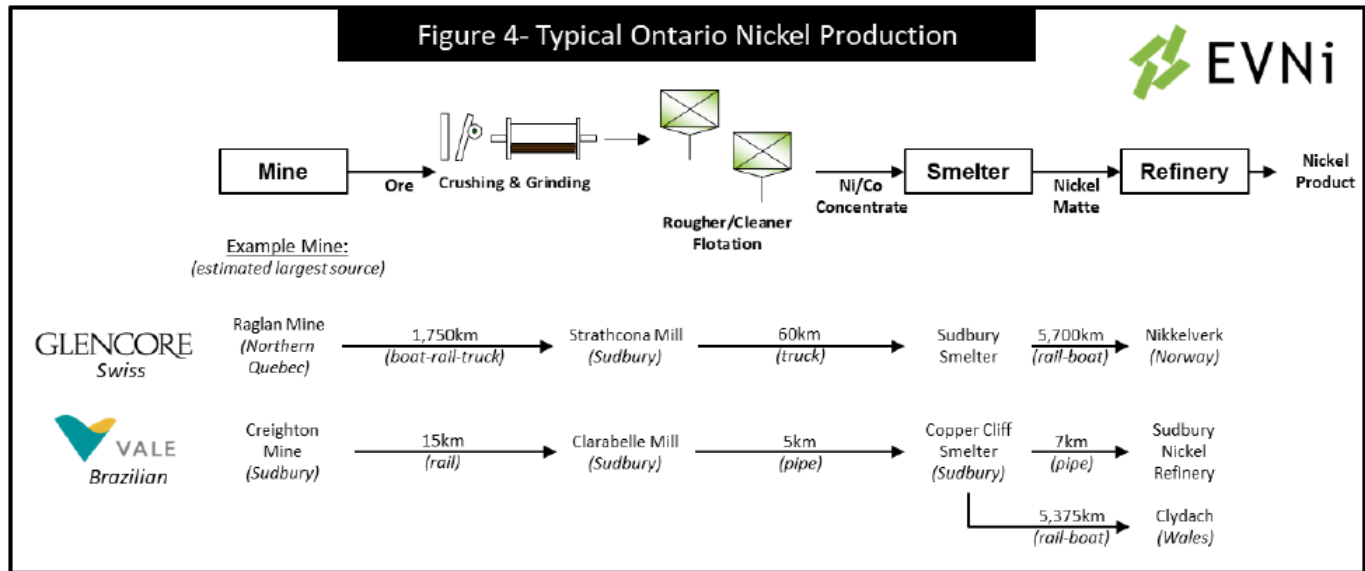 Figure 4- Typical Ontario Nickel Production
EVNi
Mine
Ore
Crushing & Grinding
Rougher/Cleaner
Flotation
Ni/Co
Concentrate
Smelter
Nickel
Matte
Refinery
Nickel
Product
Example Mine:
(estimated largest source)
GLENCORE
Swiss
Raglan Mine
(Northern
Quebec)
1,750km
(boat-rail-truck)
Strathcona Mill
(Sudbury)
60km
(truck)
Sudbury
Smelter
5,700km
(rail-boat)
Nikkelverk
(Norway)
VALE
Brazilian
Creighton
Mine
(Sudbury)
15km
(rail)
Clarabelle Mill
(Sudbury)
5km
(pipe)
Copper Cliff
Smelter
(Sudbury)
7km
(pipe)
Sudbury
Nickel
Refinery
5,375km
(rail-boat)
Clydach
(Wales)